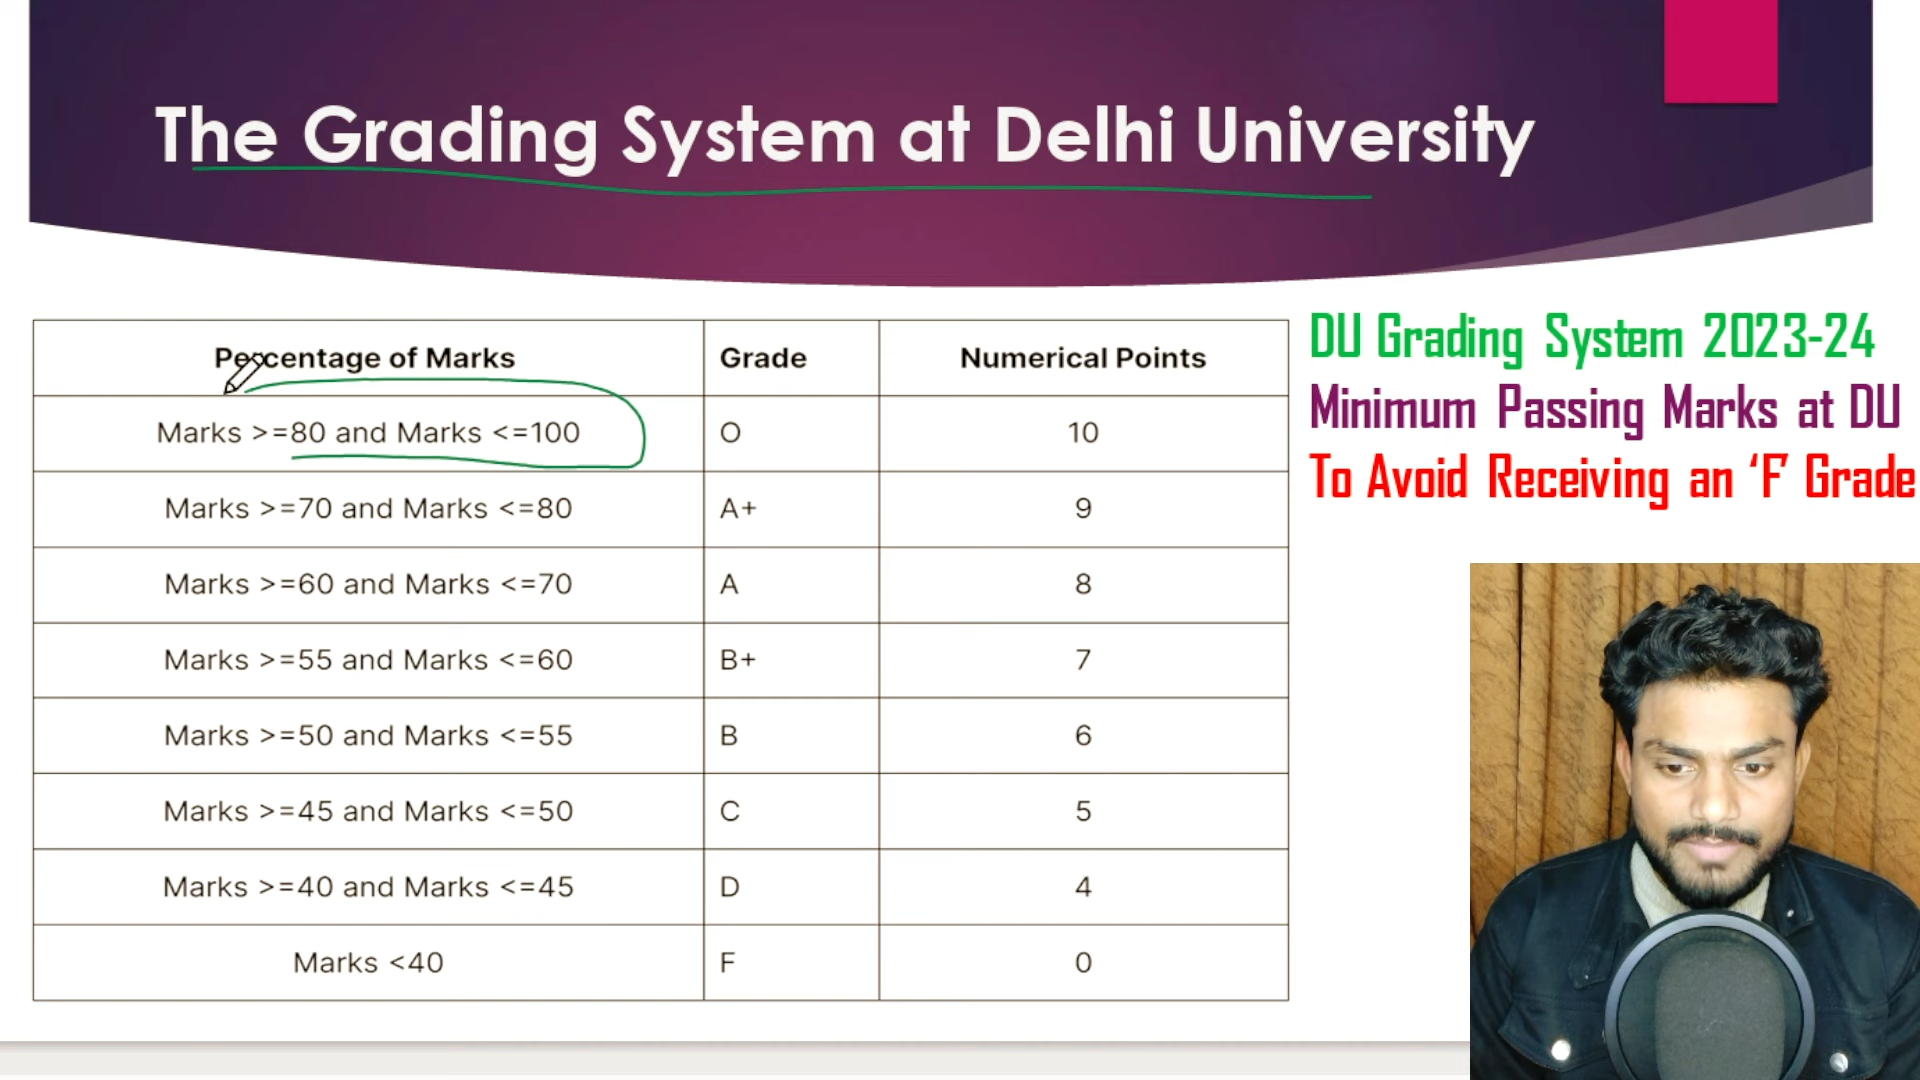 The Grading System at Delhi University
Percentage of Marks Grade Numerical Points
Marks >=80 and Marks <=100 O 10
Marks >=70 and Marks <=80 A+ 9
Marks >=60 and Marks <=70 A 8
Marks >=55 and Marks <=60 B+ 7
Marks >=50 and Marks <=55 B 6
Marks >=45 and Marks <=50 C 5
Marks >=40 and Marks <=45 D 4
Marks <40 F 0
DU Grading System 2023-24
Minimum Passing Marks at DU
To Avoid Receiving an ‘F’ Grade